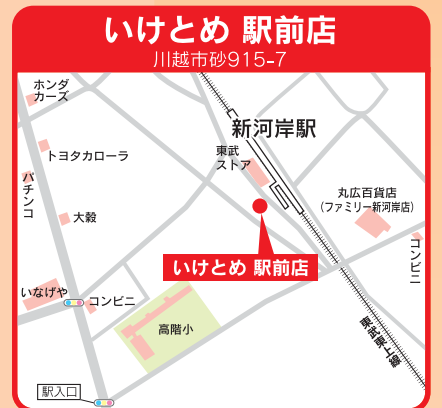 いけとめ 駅前店
川越市砂915-7
ホンダ
カーズ
新河岸駅
東武
ストア
トヨタカローラ
パチンコ
丸広百貨店
(ファミリー新河岸店)
大穀
コンビニ
いけとめ 駅前店
いなげや
コンビニ
高階小
東武東上線
駅入口